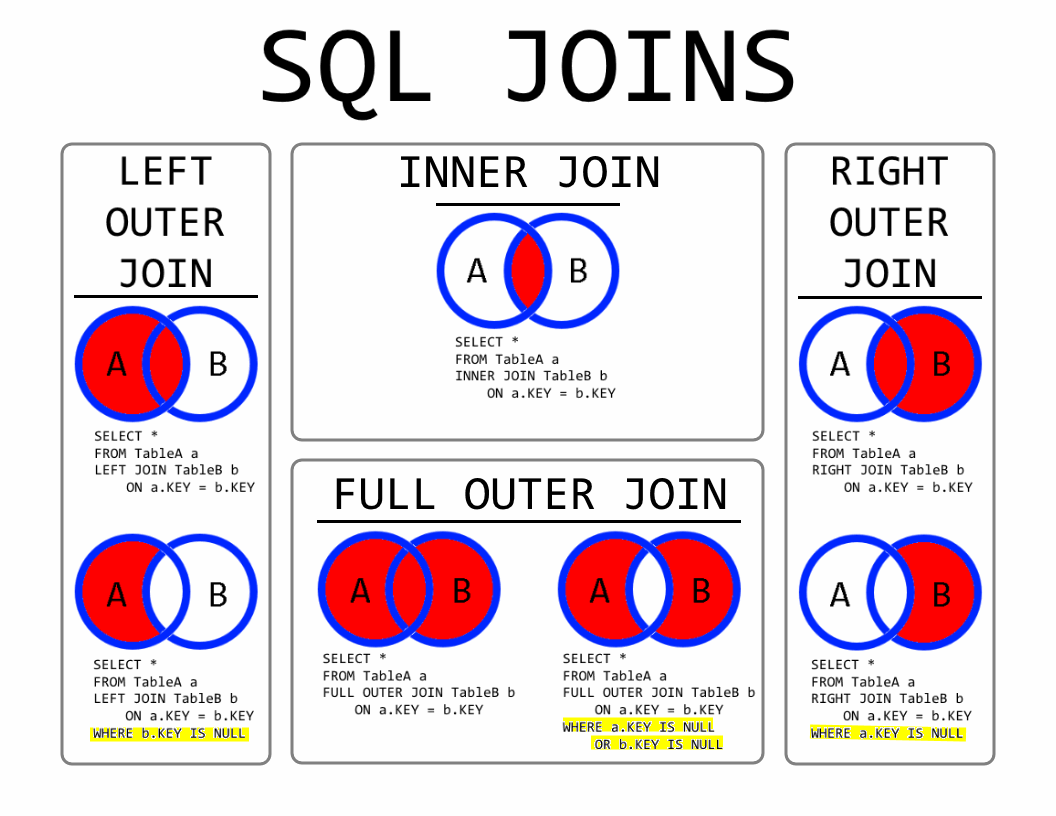 SQL JOINS
LEFT
OUTER
JOIN
A B
SELECT *
FROM TableA a
LEFT JOIN TableB b
    ON a.KEY = b.KEY
A B
SELECT *
FROM TableA a
LEFT JOIN TableB b
    ON a.KEY = b.KEY
WHERE b.KEY IS NULL
INNER JOIN
A B
SELECT *
FROM TableA a
INNER JOIN TableB b
    ON a.KEY = b.KEY
FULL OUTER JOIN
A B
SELECT *
FROM TableA a
FULL OUTER JOIN TableB b
    ON a.KEY = b.KEY
A B
SELECT *
FROM TableA a
FULL OUTER JOIN TableB b
    ON a.KEY = b.KEY
WHERE a.KEY IS NULL
    OR b.KEY IS NULL
RIGHT
OUTER
JOIN
A B
SELECT *
FROM TableA a
RIGHT JOIN TableB b
    ON a.KEY = b.KEY
A B
SELECT *
FROM TableA a
RIGHT JOIN TableB b
    ON a.KEY = b.KEY
WHERE a.KEY IS NULL